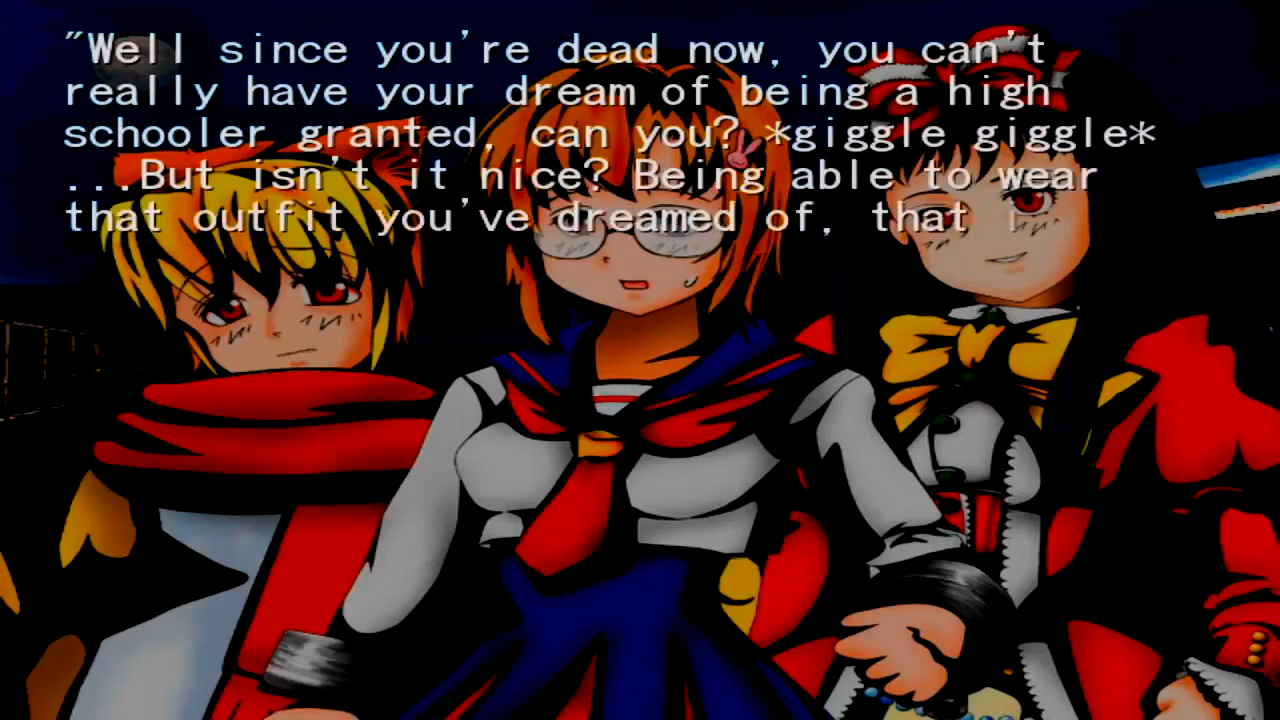 "Well since you're dead now, you can't
really have your dream of being a high
schooler granted, can you? *giggle giggle*
...But isn't it nice? Being able to wear
that outfit you've dreamed of, that